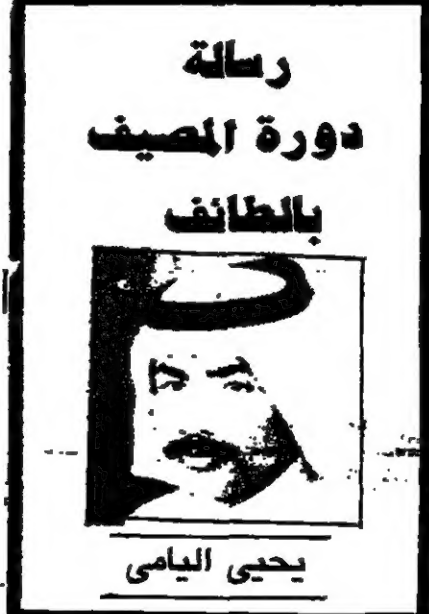 رسالة
دورة المصيف
بالطائف
يحيى اليامى